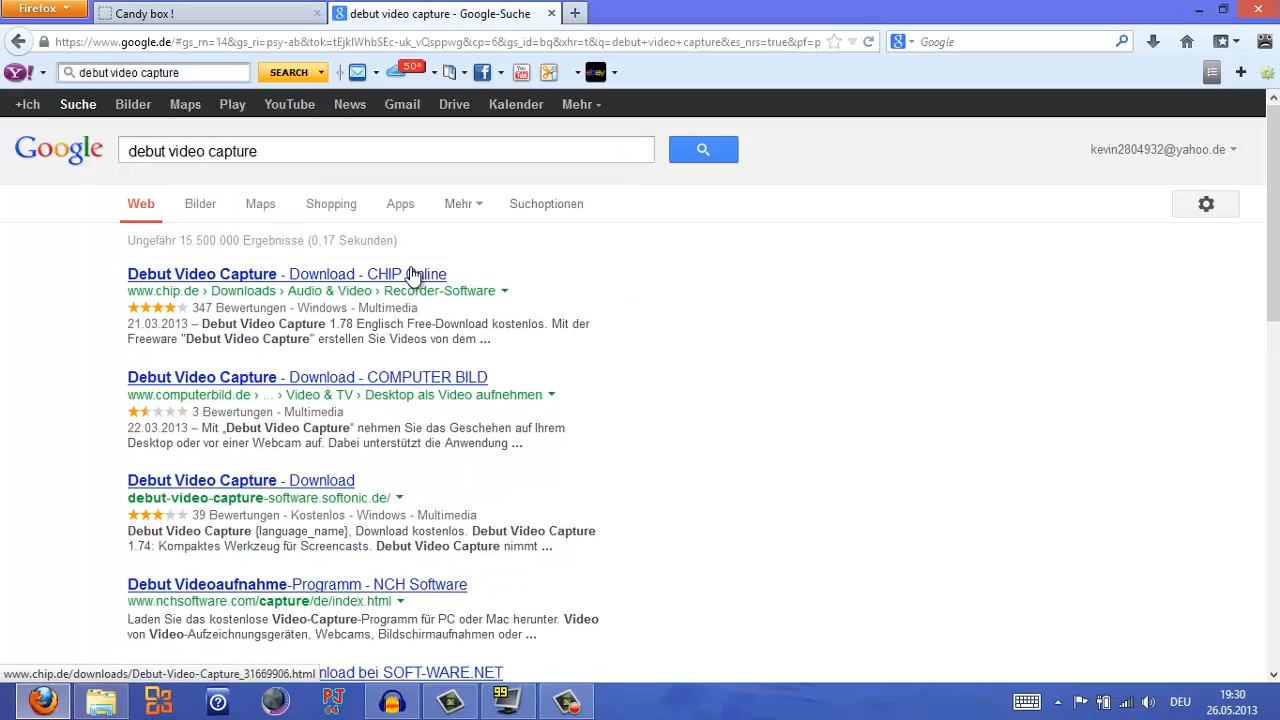 Firefox
Candy box !
debut video capture - Google-Suche
https://www.google.de/#gs_rn=14&gs_ri=psy-ab&tok=tEjklWhbSEc-uk_vQsppwg&cp=6&gs_id=bq&xhr=t&q=debut+video+capture&es_nrs=true&pf=p
Google
debut video capture
SEARCH
50°
You Tube
ebay
+Ich Suche Bilder Maps Play YouTube News Gmail Drive Kalender Mehr
Google
debut video capture
kevin2804932@yahoo.de
Web Bilder Maps Shopping Apps Mehr Suchoptionen
Ungefähr 15.500.000 Ergebnisse (0,17 Sekunden)
Debut Video Capture - Download - CHIP Online
www.chip.de › Downloads › Audio & Video › Recorder-Software
347 Bewertungen - Windows - Multimedia
21.03.2013 – Debut Video Capture 1.78 Englisch Free-Download kostenlos. Mit der
Freeware "Debut Video Capture" erstellen Sie Videos von dem ...
Debut Video Capture - Download - COMPUTER BILD
www.computerbild.de › ... › Video & TV › Desktop als Video aufnehmen
3 Bewertungen - Multimedia
22.03.2013 – Mit „Debut Video Capture“ nehmen Sie das Geschehen auf Ihrem
Desktop oder vor einer Webcam auf. Dabei unterstützt die Anwendung ...
Debut Video Capture - Download
debut-video-capture-software.softonic.de/
39 Bewertungen - Kostenlos - Windows - Multimedia
Debut Video Capture {language_name}, Download kostenlos. Debut Video Capture
1.74: Kompaktes Werkzeug für Screencasts. Debut Video Capture nimmt ...
Debut Videoaufnahme-Programm - NCH Software
www.nchsoftware.com/capture/de/index.html
Laden Sie das kostenlose Video-Capture-Programm für PC oder Mac herunter. Video
von Video-Aufzeichnungsgeräten, Webcams, Bildschirmaufnahmen oder ...
www.chip.de/downloads/Debut-Video-Capture_31669906.html
nload bei SOFT-WARE.NET
PT
64
99
DEU
19:30
26.05.2013